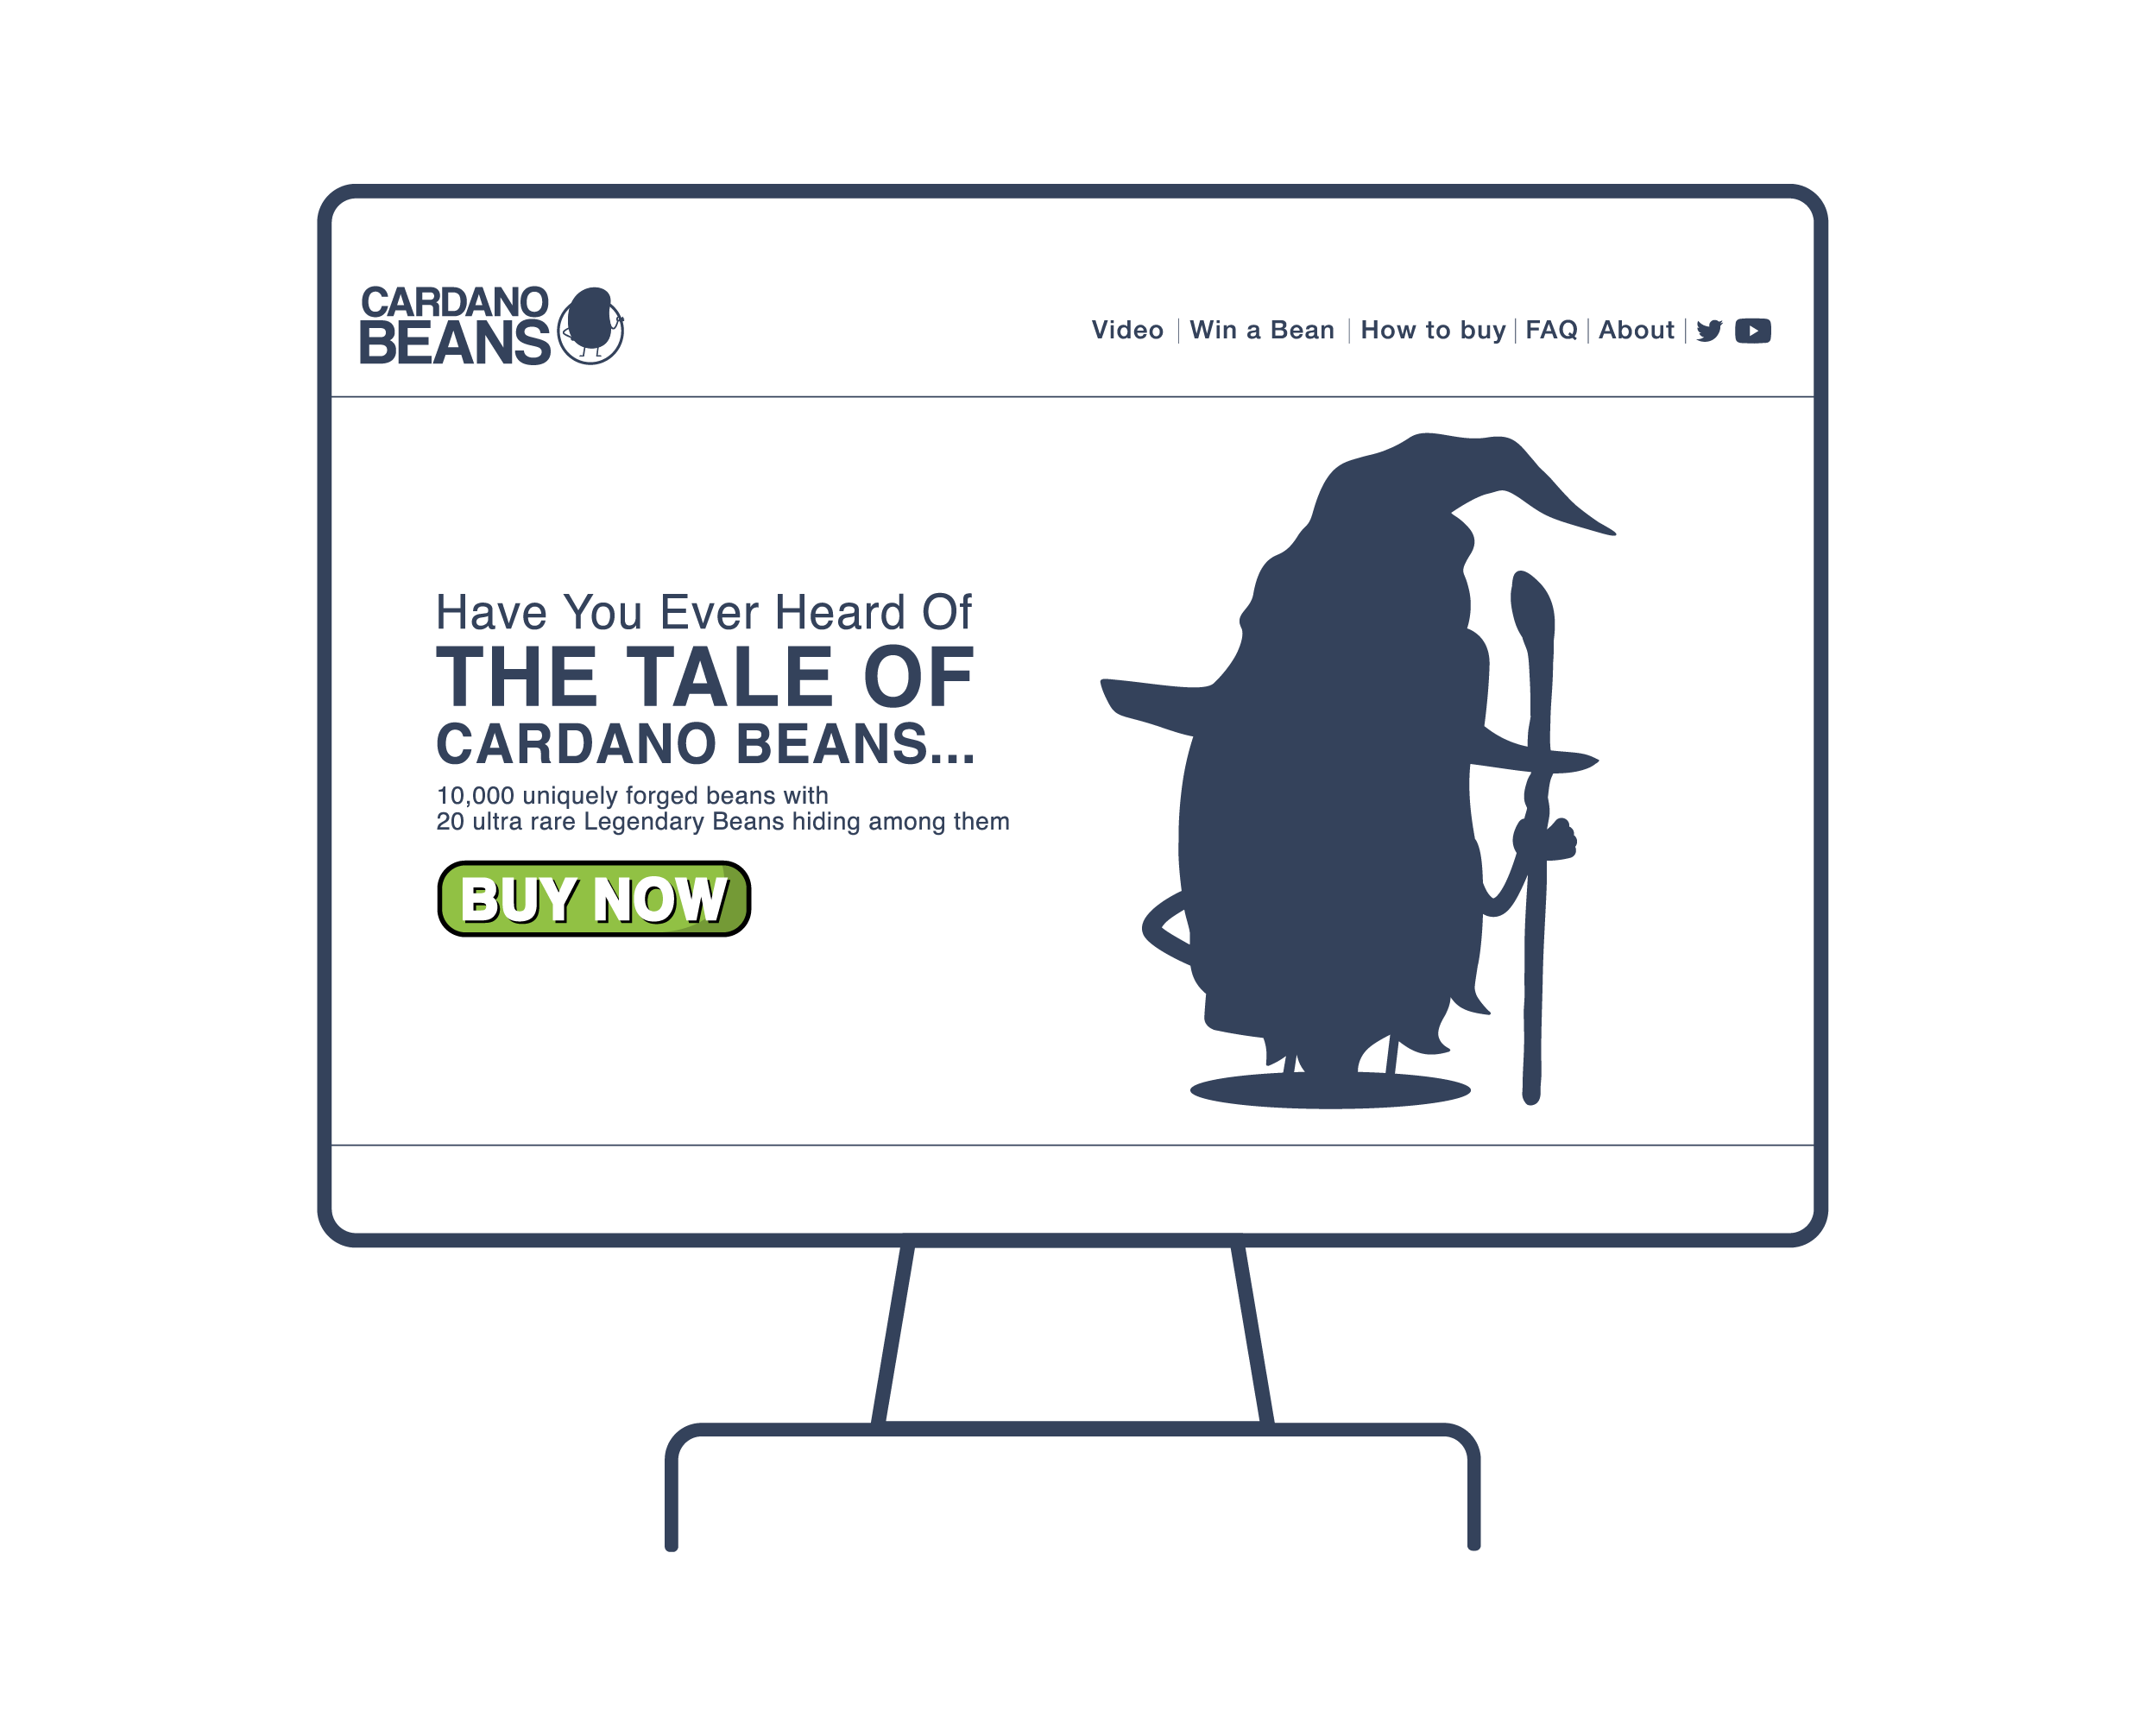 CARDANO
BEANS
Video | Win a Bean | How to buy | FAQ | About |
Have You Ever Heard Of
THE TALE OF
CARDANO BEANS...
10,000 uniquely forged beans with
20 ultra rare Legendary Beans hiding among them
BUY NOW